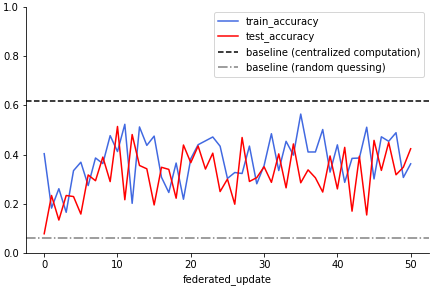 1.0
train_accuracy
test_accuracy
baseline (centralized computation)
baseline (random quessing)
0.8
0.6
0.4
0.2
0.0
0 10 20 30 40 50
federated_update